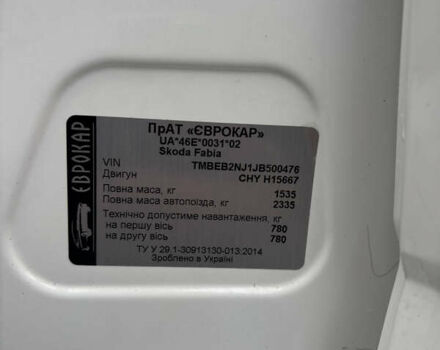 ЄВРОКАР
ПрАТ «ЄВРОКАР»
UA*46E*0031*02
Skoda Fabia
VIN TMBEB2NJ1JB500476
Двигун CHY H15667
Повна маса, кг 1535
Повна маса автопоїзда, кг 2335
Технічно допустиме навантаження, кг
на першу вісь 780
на другу вісь 780
ТУ У 29.1-30913130-013:2014
Зроблено в Україні